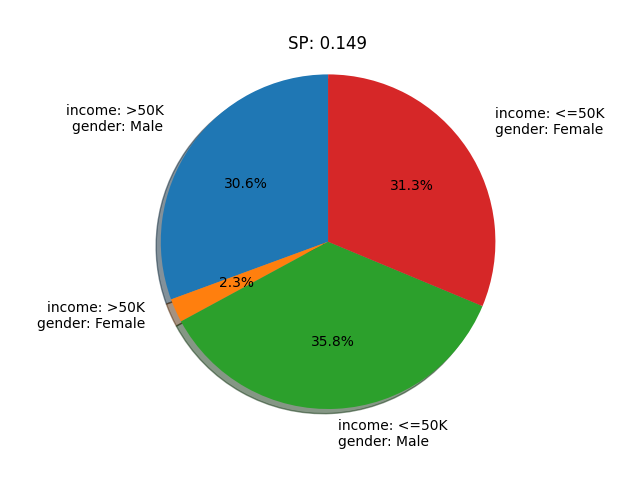 SP: 0.149
income: >50K
gender: Male
income: <=50K
gender: Female
30.6%
31.3%
2.3%
income: >50K
gender: Female
35.8%
income: <=50K
gender: Male